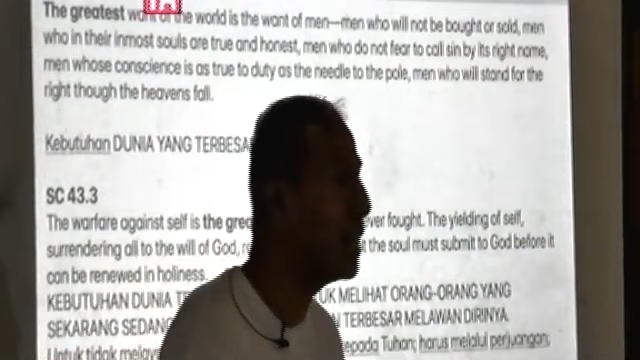 The greatest the world is the want of men—men who will not be bought or sold, men
who in their inmost souls are true and honest, men who do not fear to call sin by its right name,
men whose conscience is as true to duty as the needle to the pole, men who will stand for the
right though the heavens fall.
Kebutuhan DUNIA YANG TERBESA
SC 43.3
The warfare against self is the grea ver fought. The yielding of self,
surrendering all to the will of God, the soul must submit to God before it
can be renewed in holiness.
KEBUTUHAN DUNIA UK MELIHAT ORANG-ORANG YANG
SEKARANG SEDANG TERBESAR MELAWAN DIRINYA.
Untuk tidak epada Tuhan; harus melalui perjuangan;